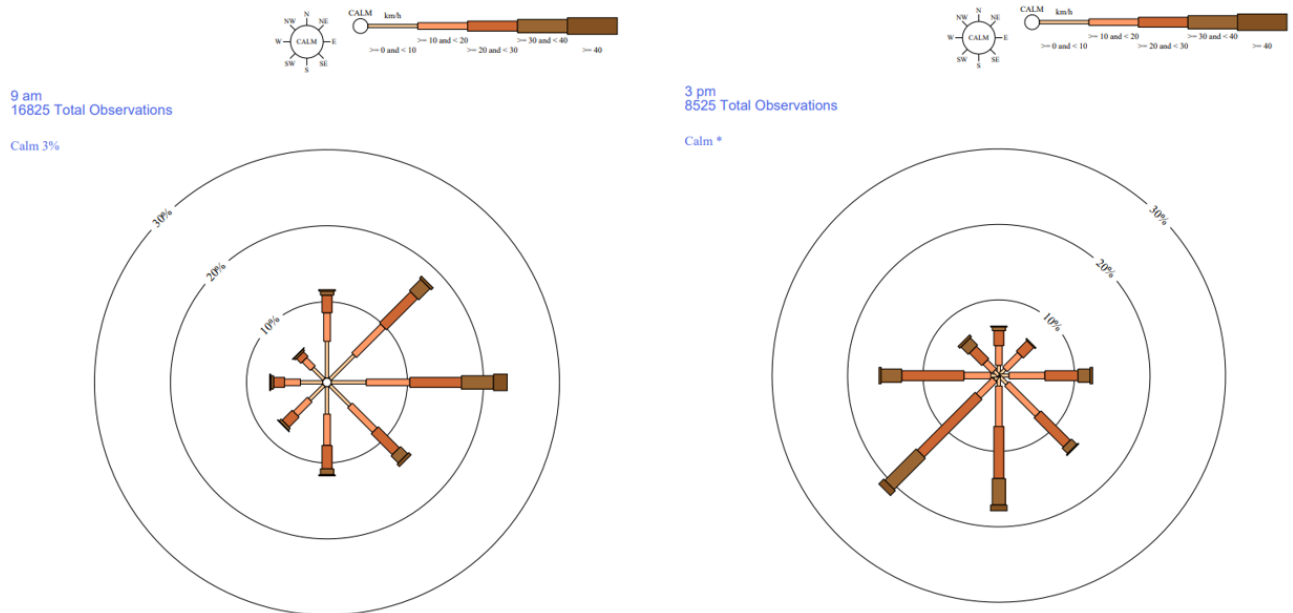 CALM km/h
N
NW NE
W CALM E
SW SE
S
>= 10 and < 20 >= 30 and < 40
>= 0 and < 10 >= 20 and < 30 >= 40
9 am
16825 Total Observations
Calm 3%
30%
20%
10%
CALM km/h
N
NW NE
W CALM E
SW SE
S
>= 10 and < 20 >= 30 and < 40
>= 0 and < 10 >= 20 and < 30 >= 40
3 pm
8525 Total Observations
Calm *
30%
20%
10%